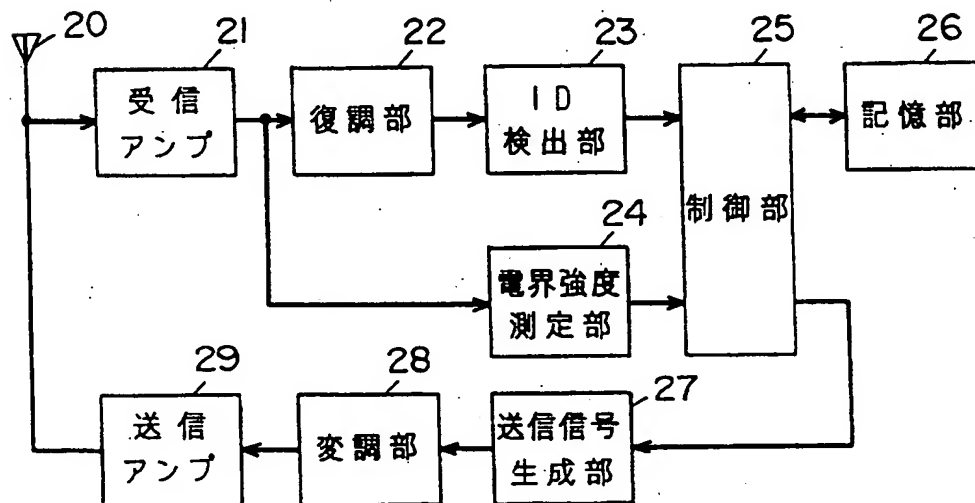 20
21
22
23
25
26
受信
アンプ
復調部
ID
検出部
制御部
記憶部
24
電界強度
測定部
29
28
27
送信
アンプ
変調部
送信信号
生成部